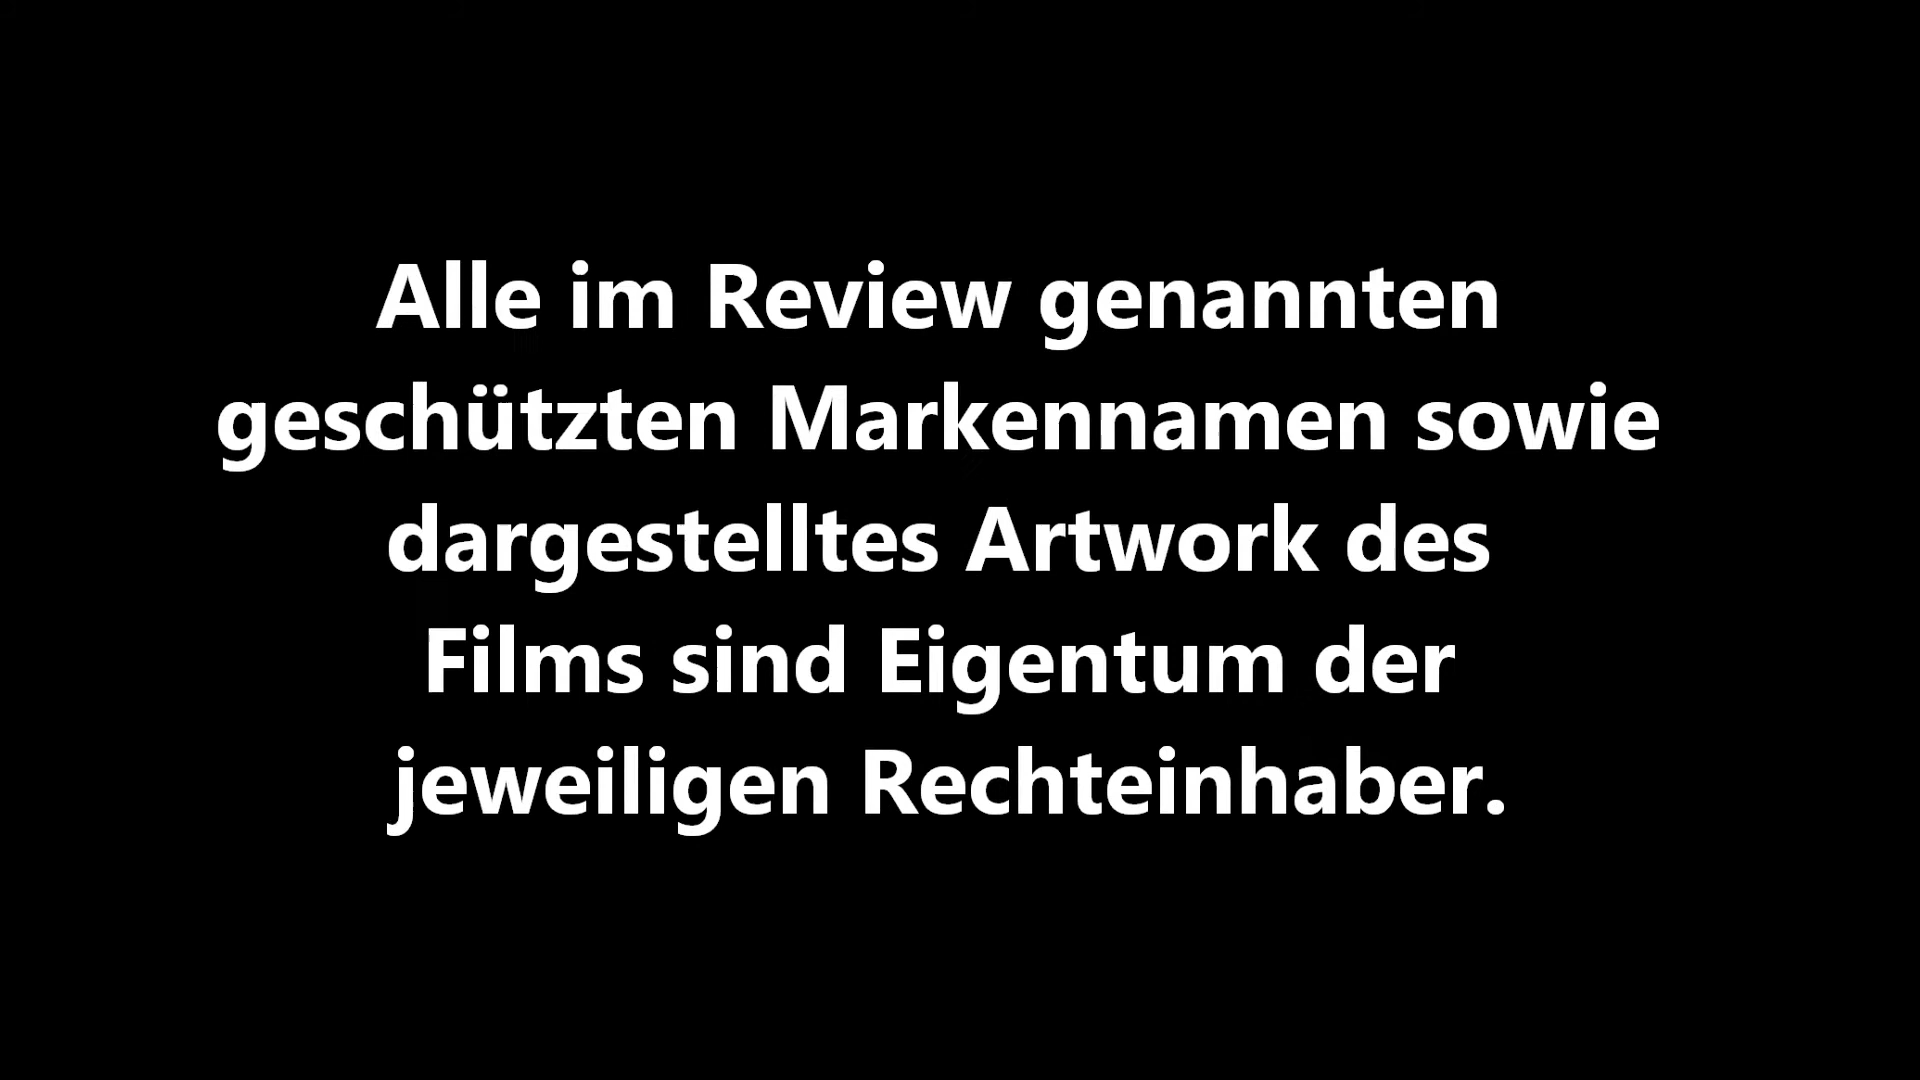 Alle im Review genannten
geschützten Markennamen sowie
dargestelltes Artwork des
Films sind Eigentum der
jeweiligen Rechteinhaber.